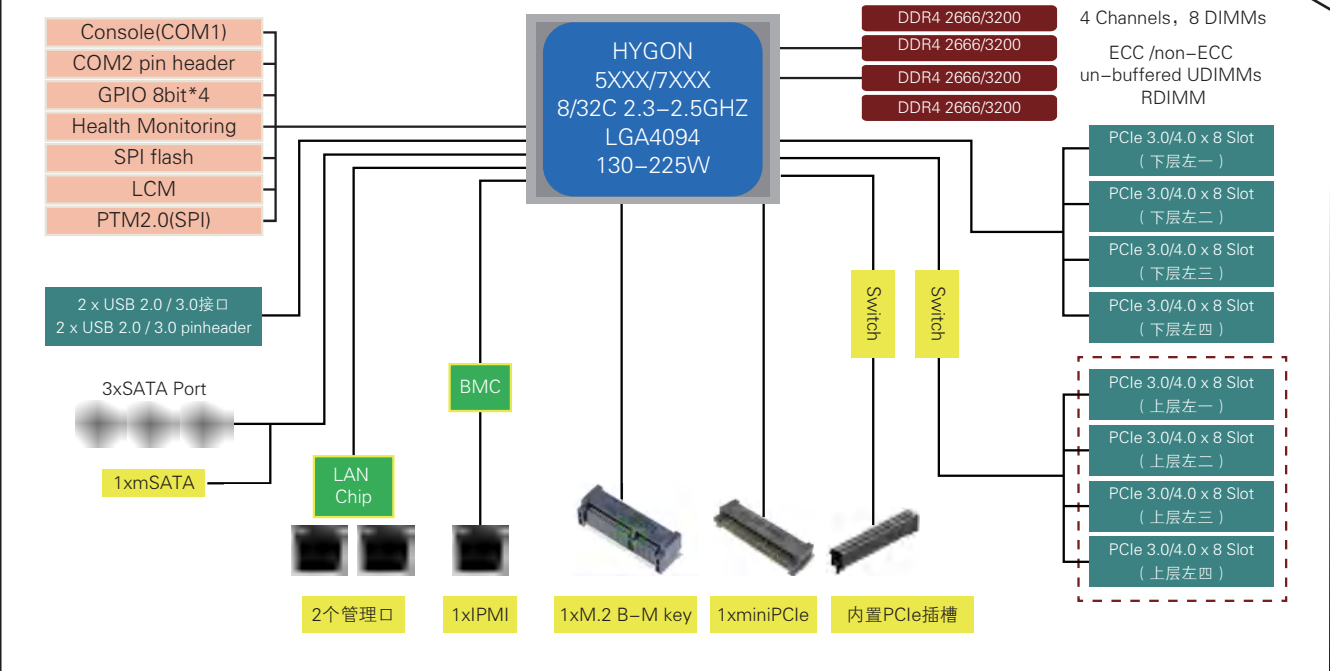 Console(COM1)
COM2 pin header
GPIO 8bit*4
Health Monitoring
SPI flash
LCM
PTM2.0(SPI)
2 x USB 2.0 / 3.0接口
2 x USB 2.0 / 3.0 pinheader
3xSATA Port
1xmSATA
LAN
Chip
2个管理口
BMC
1xIPMI
HYGON
5XXX/7XXX
8/32C 2.3-2.5GHZ
LGA4094
130-225W
1xM.2 B-M key
1xminiPCIe
Switch
内置PCIe插槽
Switch
DDR4 2666/3200
DDR4 2666/3200
DDR4 2666/3200
DDR4 2666/3200
4 Channels，8 DIMMs
ECC /non-ECC
un-buffered UDIMMs
RDIMM
PCIe 3.0/4.0 x 8 Slot
（下层左一）
PCIe 3.0/4.0 x 8 Slot
（下层左二）
PCIe 3.0/4.0 x 8 Slot
（下层左三）
PCIe 3.0/4.0 x 8 Slot
（下层左四）
PCIe 3.0/4.0 x 8 Slot
（上层左一）
PCIe 3.0/4.0 x 8 Slot
（上层左二）
PCIe 3.0/4.0 x 8 Slot
（上层左三）
PCIe 3.0/4.0 x 8 Slot
（上层左四）